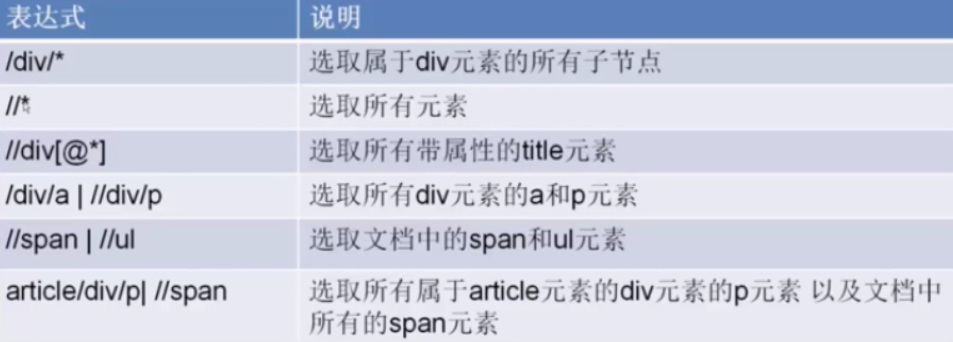 表达式 说明
/div/* 选取属于div元素的所有子节点
//* 选取所有元素
//div[@*] 选取所有带属性的title元素
/div/a | //div/p 选取所有div元素的a和p元素
//span | //ul 选取文档中的span和ul元素
article/div/p| //span 选取所有属于article元素的div元素的p元素 以及文档中
所有的span元素